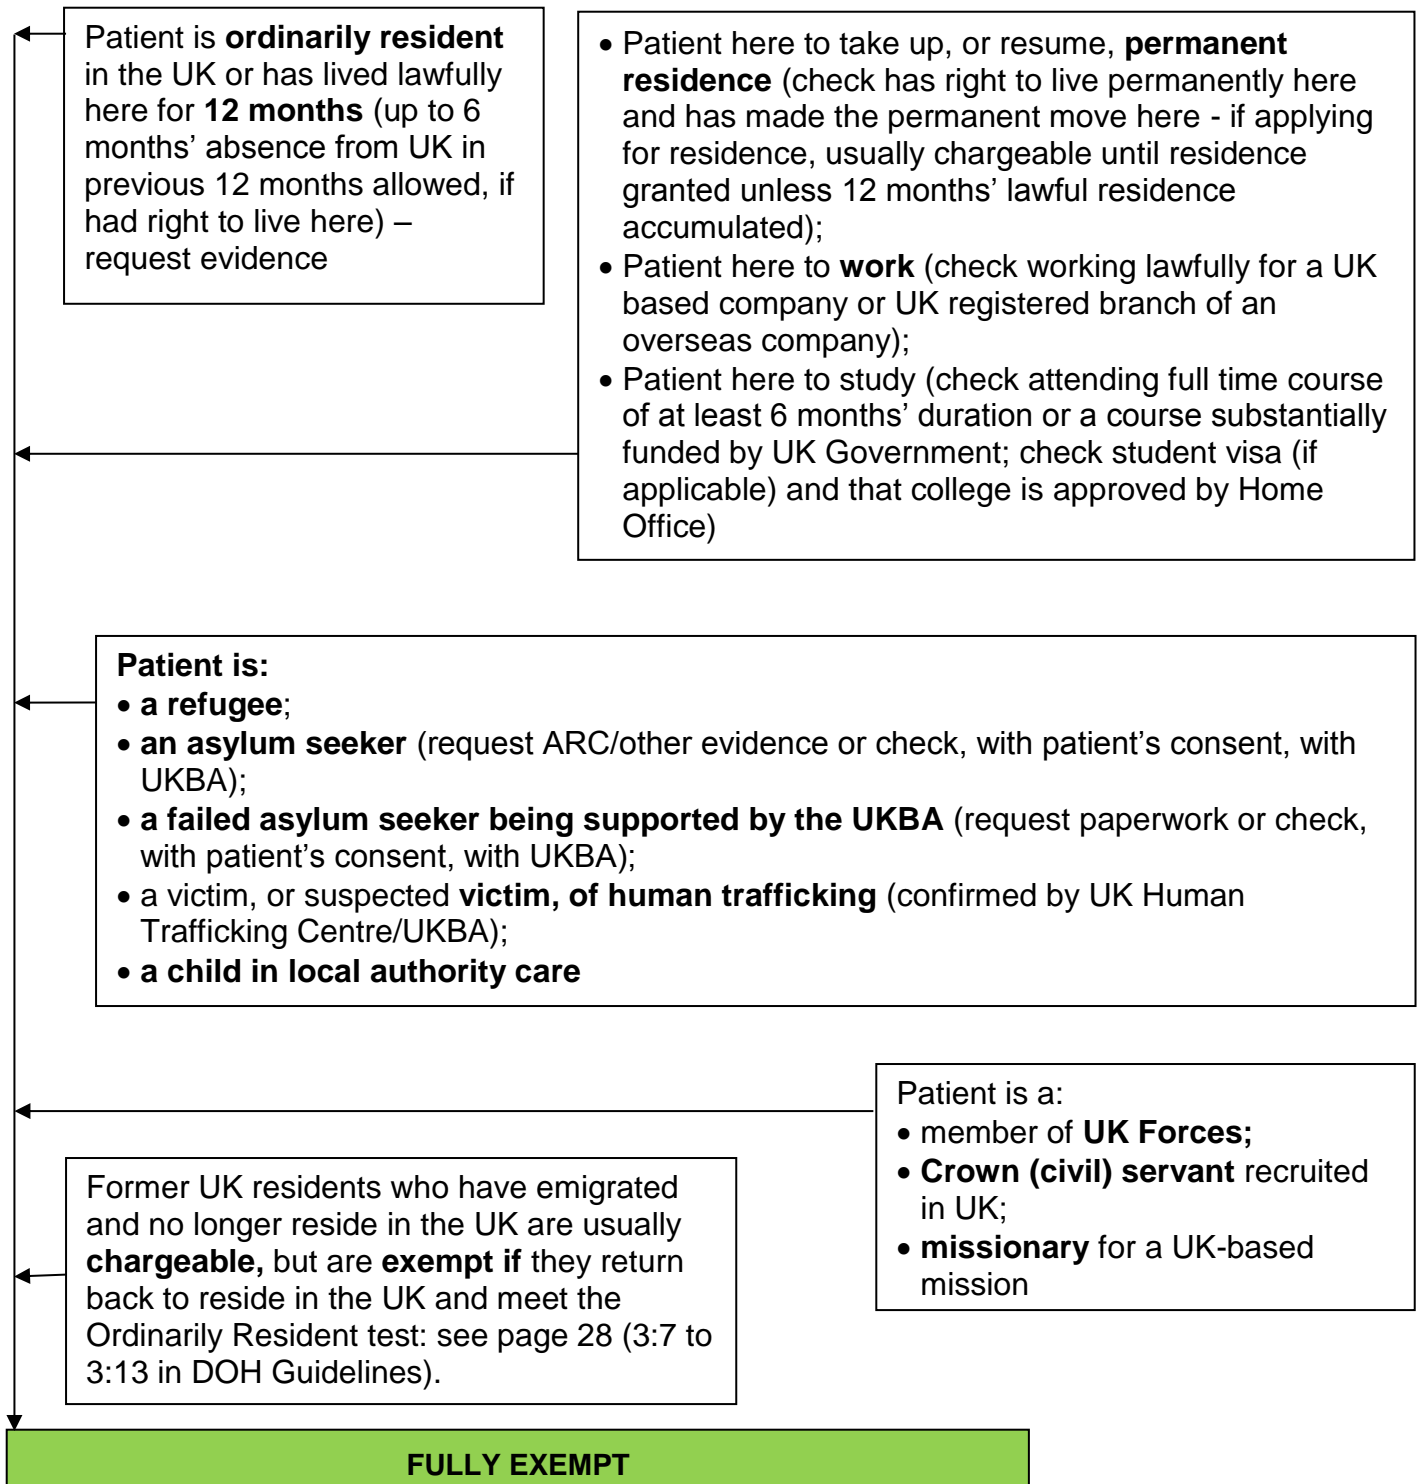 Patient is ordinarily resident
in the UK or has lived lawfully
here for 12 months (up to 6
months’ absence from UK in
previous 12 months allowed, if
had right to live here) –
request evidence
• Patient here to take up, or resume, permanent
residence (check has right to live permanently here
and has made the permanent move here - if applying
for residence, usually chargeable until residence
granted unless 12 months’ lawful residence
accumulated);
• Patient here to work (check working lawfully for a UK
based company or UK registered branch of an
overseas company);
• Patient here to study (check attending full time course
of at least 6 months’ duration or a course substantially
funded by UK Government; check student visa (if
applicable) and that college is approved by Home
Office)
Patient is:
• a refugee;
• an asylum seeker (request ARC/other evidence or check, with patient’s consent, with
UKBA);
• a failed asylum seeker being supported by the UKBA (request paperwork or check,
with patient’s consent, with UKBA);
• a victim, or suspected victim, of human trafficking (confirmed by UK Human
Trafficking Centre/UKBA);
• a child in local authority care
Patient is a:
• member of UK Forces;
• Crown (civil) servant recruited
in UK;
• missionary for a UK-based
mission
Former UK residents who have emigrated
and no longer reside in the UK are usually
chargeable, but are exempt if they return
back to reside in the UK and meet the
Ordinarily Resident test: see page 28 (3:7 to
3:13 in DOH Guidelines).
FULLY EXEMPT